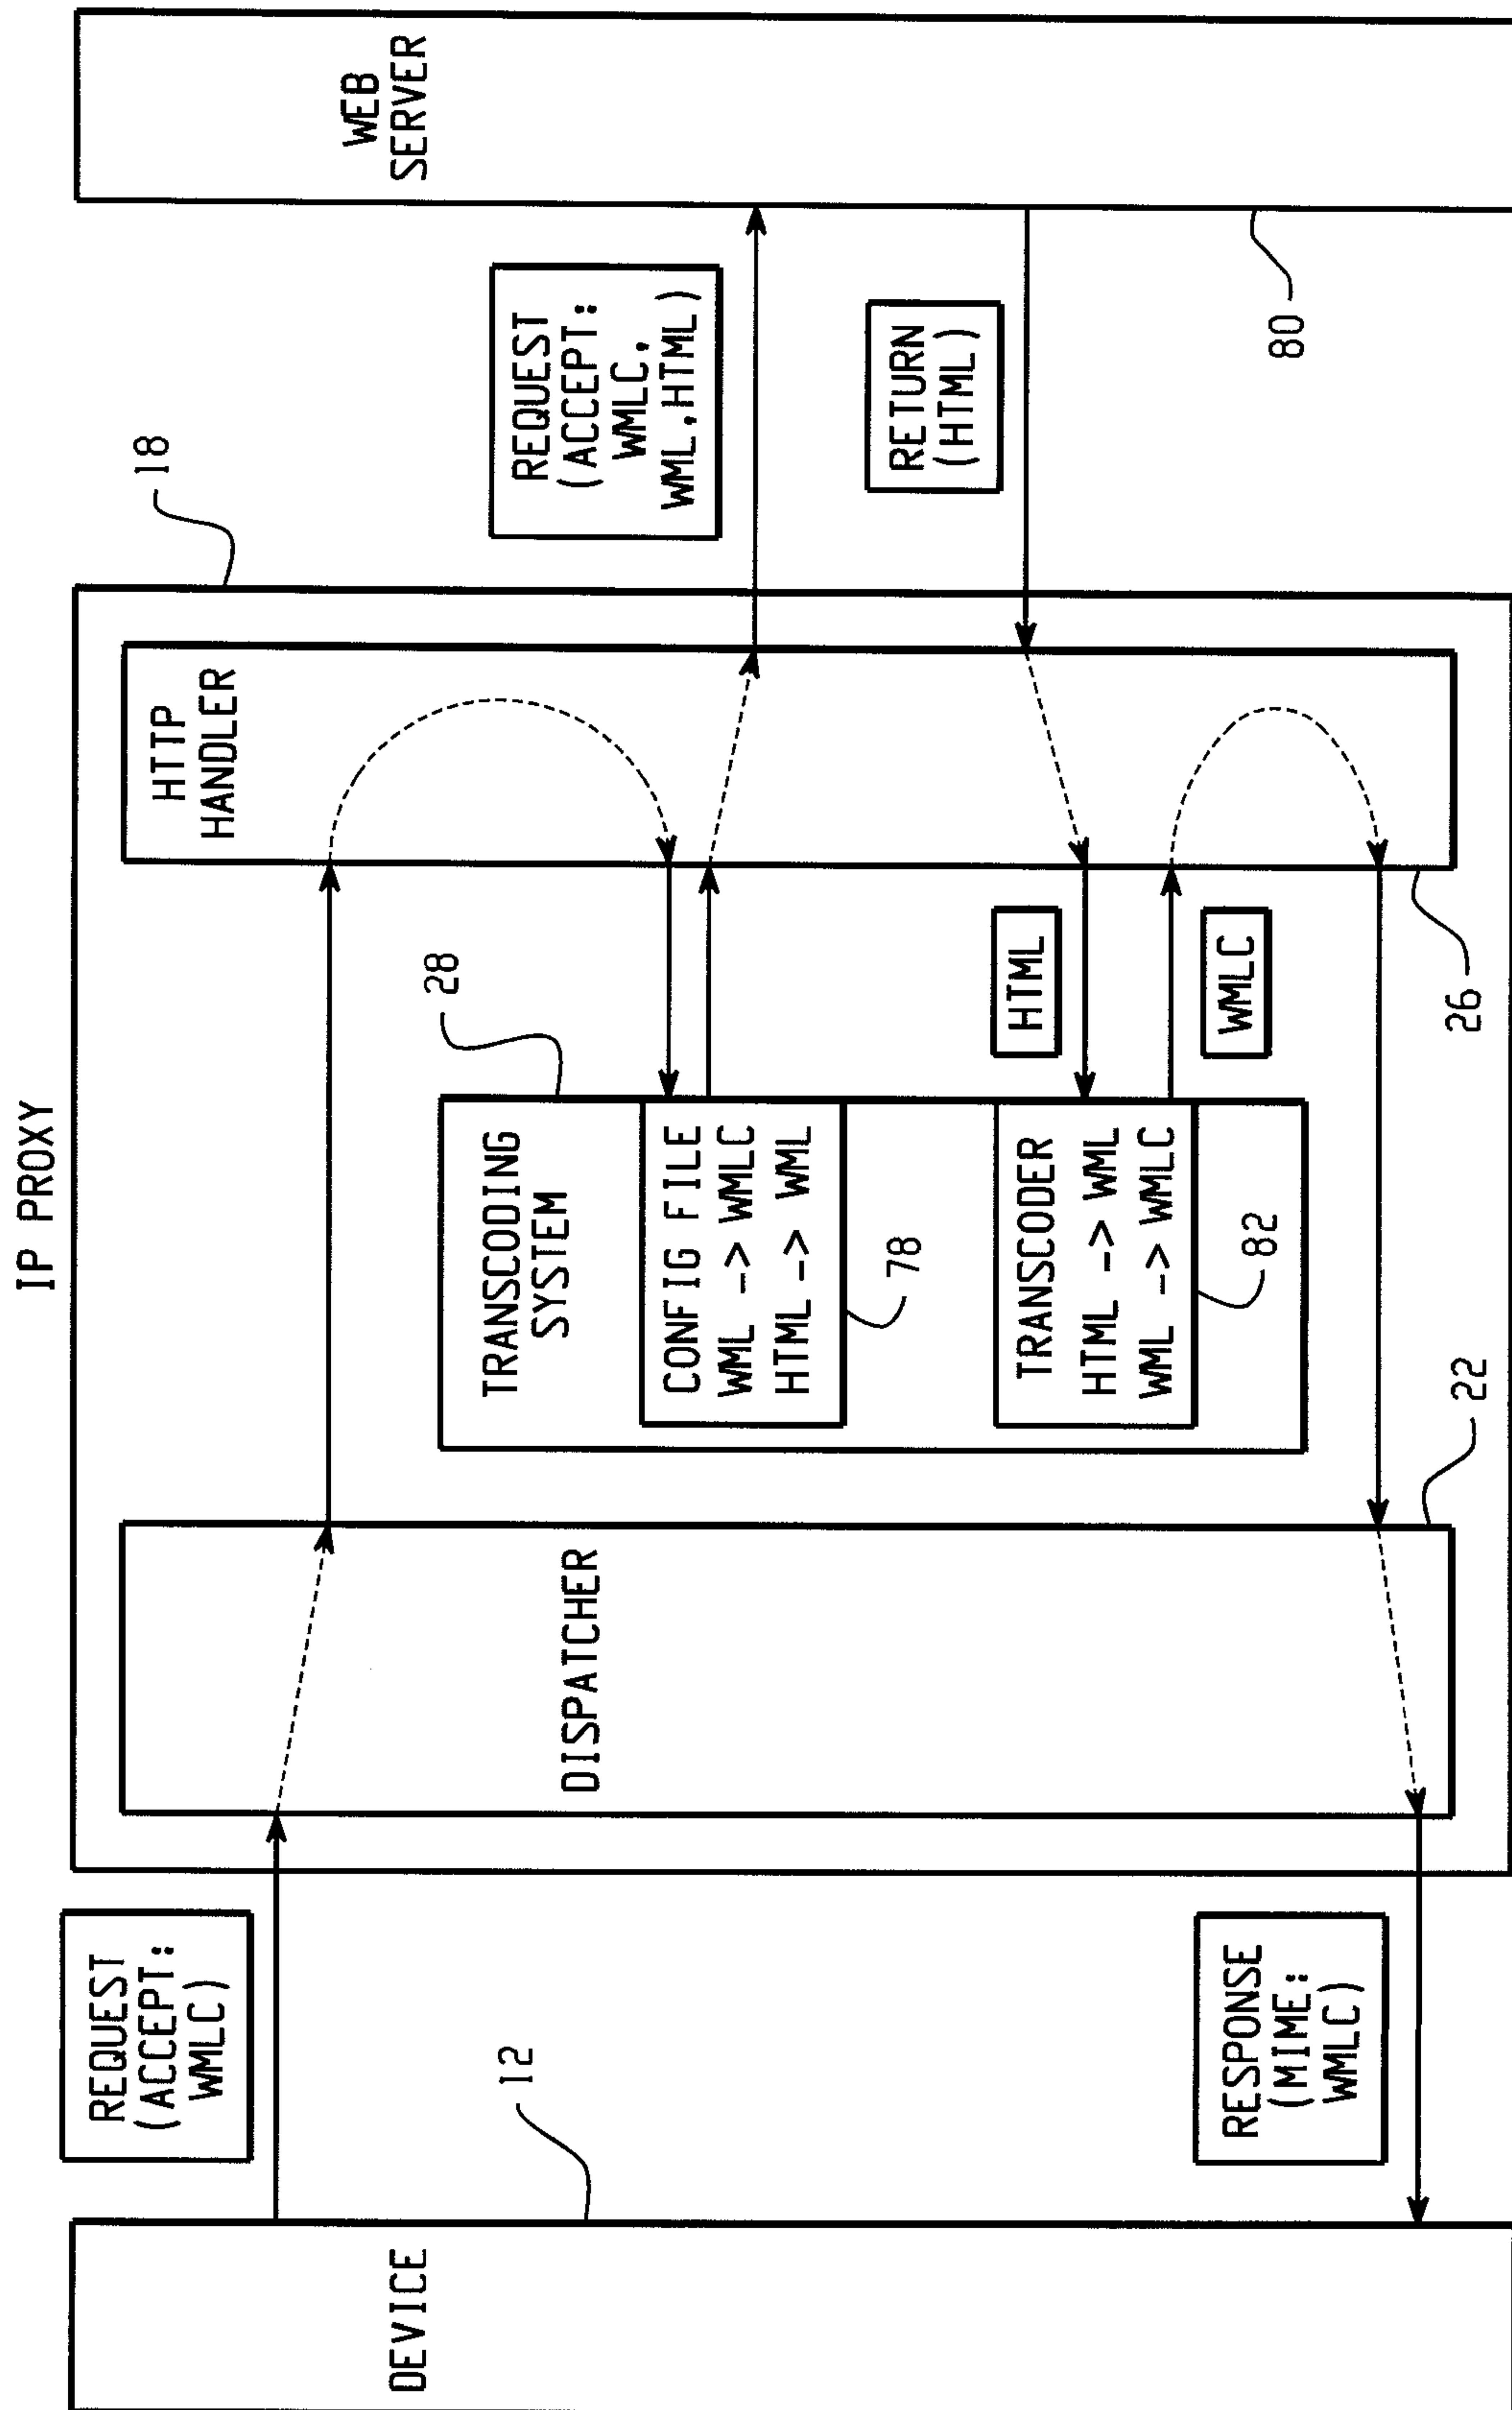 IP PROXY
DEVICE
12
REQUEST
(ACCEPT:
WMLC)
RESPONSE
(MIME:
WMLC)
DISPATCHER
22
TRANSCODING
SYSTEM
28
CONFIG FILE
WML -> WMLC
HTML -> WML
78
TRANSCODER
HTML -> WML
WML -> WMLC
82
HTML
WMLC
HTTP
HANDLER
26
18
REQUEST
(ACCEPT:
WMLC,
WML,HTML)
RETURN
(HTML)
WEB
SERVER
80